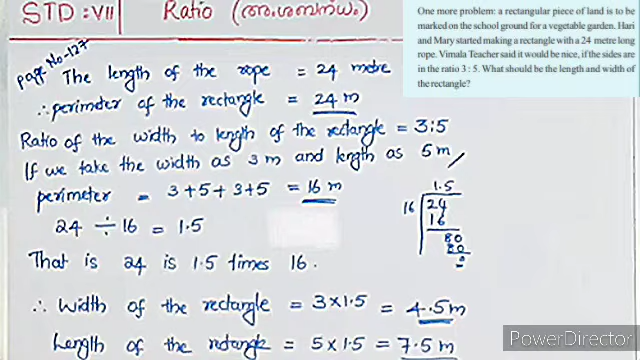 STD : VII Ratio (അംശബന്ധം)
One more problem: a rectangular piece of land is to be
marked on the school ground for a vegetable garden. Hari
and Mary started making a rectangle with a 24 metre long
rope. Vimala Teacher said it would be nice, if the sides are
in the ratio 3 : 5. What should be the length and width of
the rectangle?
Page No-127
The length of the rope = 24 metre
∴ perimeter of the rectangle = 24 m
Ratio of the width to length of the rectangle = 3:5
If we take the width as 3 m and length as 5 m,
perimeter = 3+5+3+5 = 16 m
24 ÷ 16 = 1.5
1.5
16 24
16
80
80
0
That is 24 is 1.5 times 16.
∴ Width of the rectangle = 3 × 1.5 = 4.5 m
Length of the rectangle = 5 × 1.5 = 7.5 m
PowerDirector